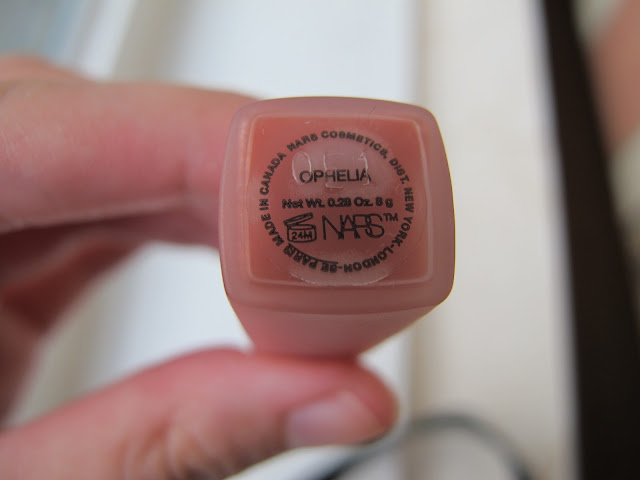 MADE IN CANADA NARS COSMETICS, DIST. NEW YORK-LONDON-
PARIS
OPHELIA
Net Wt. 0.28 Oz. 8 g
24M NARS™